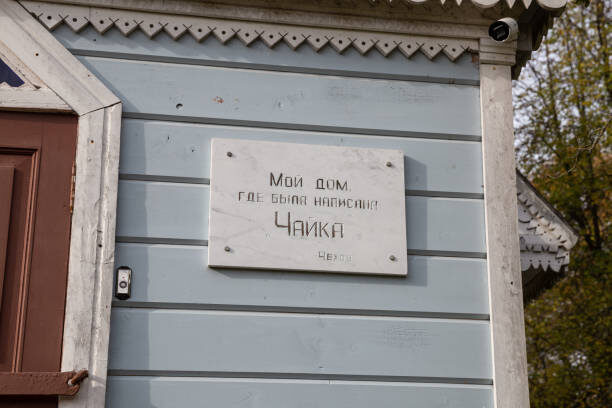 Мой дом,
где была написана
Чайка
Чехов